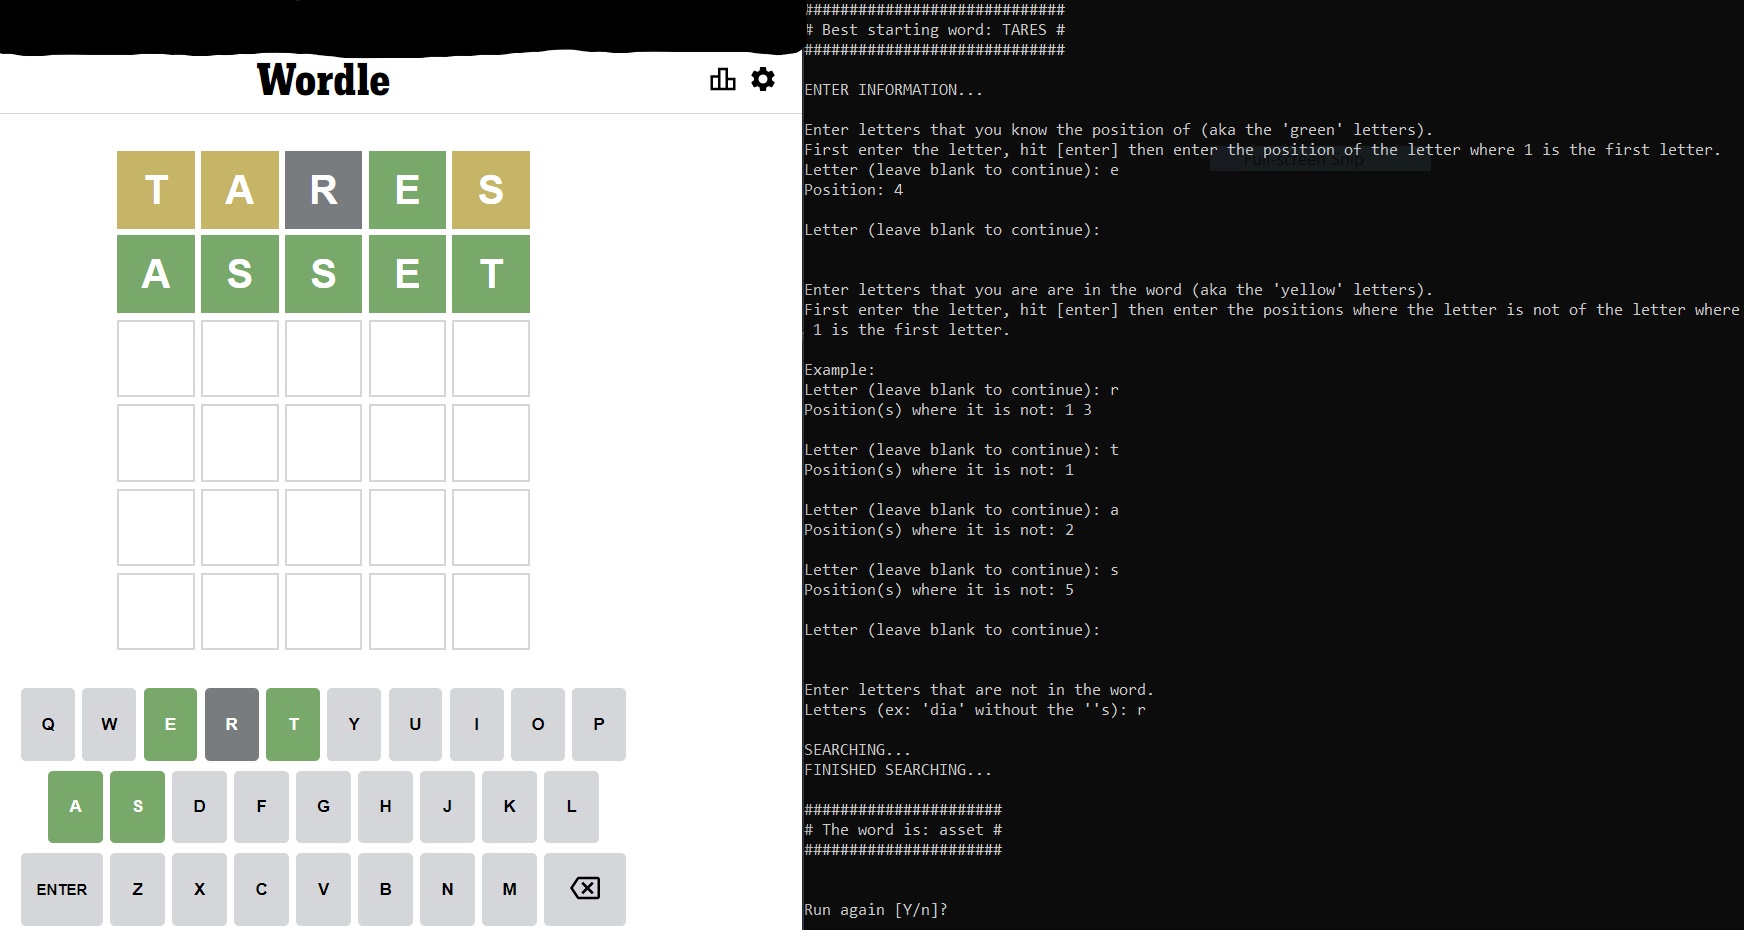 Wordle
T A R E S
A S S E T
Q W E R T Y U I O P
A S D F G H J K L
ENTER Z X C V B N M
#############################
# Best starting word: TARES #
#############################
ENTER INFORMATION...
Enter letters that you know the position of (aka the 'green' letters).
First enter the letter, hit [enter] then enter the position of the letter where 1 is the first letter.
Full-screen Snip
Letter (leave blank to continue): e
Position: 4
Letter (leave blank to continue):
Enter letters that you are are in the word (aka the 'yellow' letters).
First enter the letter, hit [enter] then enter the positions where the letter is not of the letter where
1 is the first letter.
Example:
Letter (leave blank to continue): r
Position(s) where it is not: 1 3
Letter (leave blank to continue): t
Position(s) where it is not: 1
Letter (leave blank to continue): a
Position(s) where it is not: 2
Letter (leave blank to continue): s
Position(s) where it is not: 5
Letter (leave blank to continue):
Enter letters that are not in the word.
Letters (ex: 'dia' without the ''s): r
SEARCHING...
FINISHED SEARCHING...
######################
# The word is: asset #
######################
Run again [Y/n]?